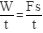 W/t = Fs/t